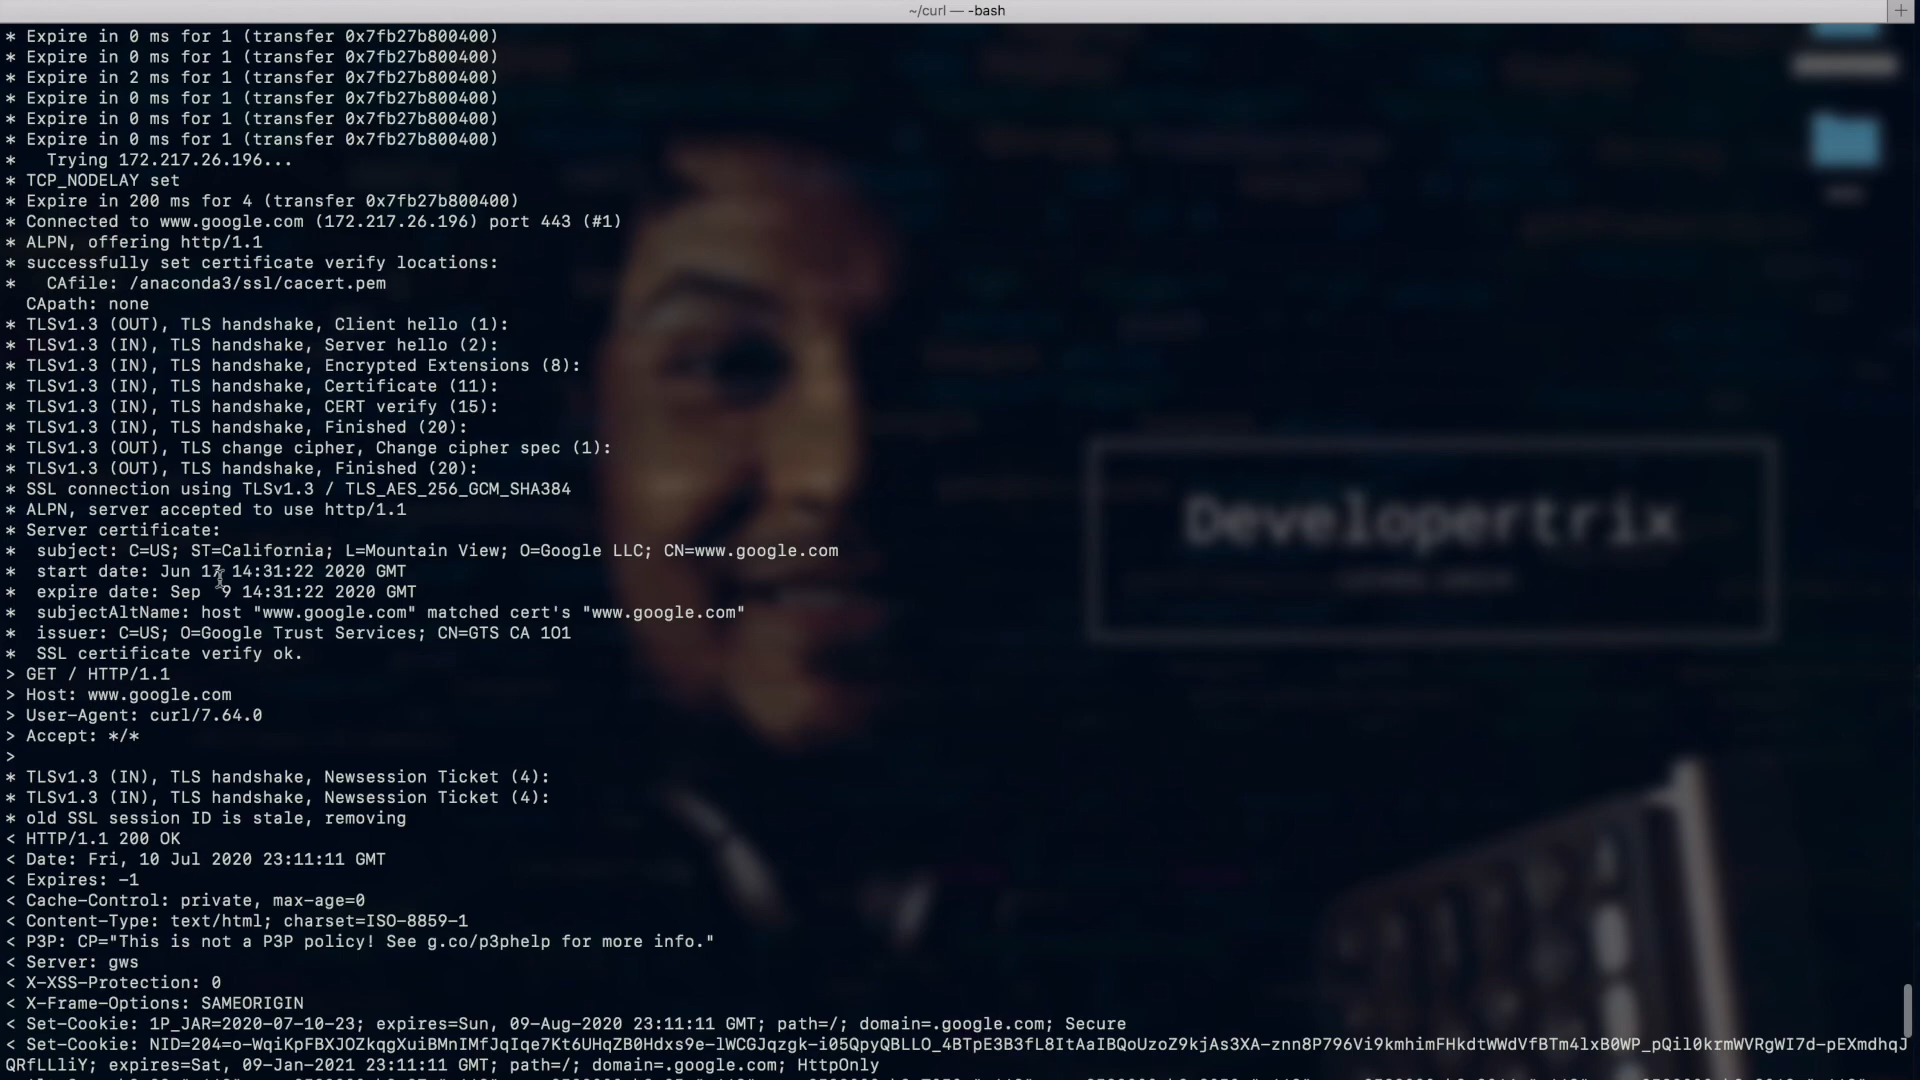 ~/curl — -bash
* Expire in 0 ms for 1 (transfer 0x7fb27b800400)
* Expire in 0 ms for 1 (transfer 0x7fb27b800400)
* Expire in 2 ms for 1 (transfer 0x7fb27b800400)
* Expire in 0 ms for 1 (transfer 0x7fb27b800400)
* Expire in 0 ms for 1 (transfer 0x7fb27b800400)
* Expire in 0 ms for 1 (transfer 0x7fb27b800400)
*   Trying 172.217.26.196...
* TCP_NODELAY set
* Expire in 200 ms for 4 (transfer 0x7fb27b800400)
* Connected to www.google.com (172.217.26.196) port 443 (#1)
* ALPN, offering http/1.1
* successfully set certificate verify locations:
*   CAfile: /anaconda3/ssl/cacert.pem
  CApath: none
* TLSv1.3 (OUT), TLS handshake, Client hello (1):
* TLSv1.3 (IN), TLS handshake, Server hello (2):
* TLSv1.3 (IN), TLS handshake, Encrypted Extensions (8):
* TLSv1.3 (IN), TLS handshake, Certificate (11):
* TLSv1.3 (IN), TLS handshake, CERT verify (15):
* TLSv1.3 (IN), TLS handshake, Finished (20):
* TLSv1.3 (OUT), TLS change cipher, Change cipher spec (1):
* TLSv1.3 (OUT), TLS handshake, Finished (20):
* SSL connection using TLSv1.3 / TLS_AES_256_GCM_SHA384
* ALPN, server accepted to use http/1.1
Developertrix
* Server certificate:
*  subject: C=US; ST=California; L=Mountain View; O=Google LLC; CN=www.google.com
*  start date: Jun 17 14:31:22 2020 GMT
*  expire date: Sep  9 14:31:22 2020 GMT
*  subjectAltName: host "www.google.com" matched cert's "www.google.com"
*  issuer: C=US; O=Google Trust Services; CN=GTS CA 1O1
*  SSL certificate verify ok.
> GET / HTTP/1.1
> Host: www.google.com
> User-Agent: curl/7.64.0
> Accept: */*
>
* TLSv1.3 (IN), TLS handshake, Newsession Ticket (4):
* TLSv1.3 (IN), TLS handshake, Newsession Ticket (4):
* old SSL session ID is stale, removing
< HTTP/1.1 200 OK
< Date: Fri, 10 Jul 2020 23:11:11 GMT
< Expires: -1
< Cache-Control: private, max-age=0
< Content-Type: text/html; charset=ISO-8859-1
< P3P: CP="This is not a P3P policy! See g.co/p3phelp for more info."
< Server: gws
< X-XSS-Protection: 0
< X-Frame-Options: SAMEORIGIN
< Set-Cookie: 1P_JAR=2020-07-10-23; expires=Sun, 09-Aug-2020 23:11:11 GMT; path=/; domain=.google.com; Secure
< Set-Cookie: NID=204=o-WqiKpFBXJOZkqgXuiBMnIMfJqIqe7Kt6UHqZB0Hdxs9e-lWCGJqzgk-i05QpyQBLLO_4BTpE3B3fL8ItAaIBQoUzoZ9kjAs3XA-znn8P796Vi9kmhimFHkdtWWdVfBTm4lxB0WP_pQil0krmWVRgWI7d-pEXmdhqJ
QRfLLliY; expires=Sat, 09-Jan-2021 23:11:11 GMT; path=/; domain=.google.com; HttpOnly